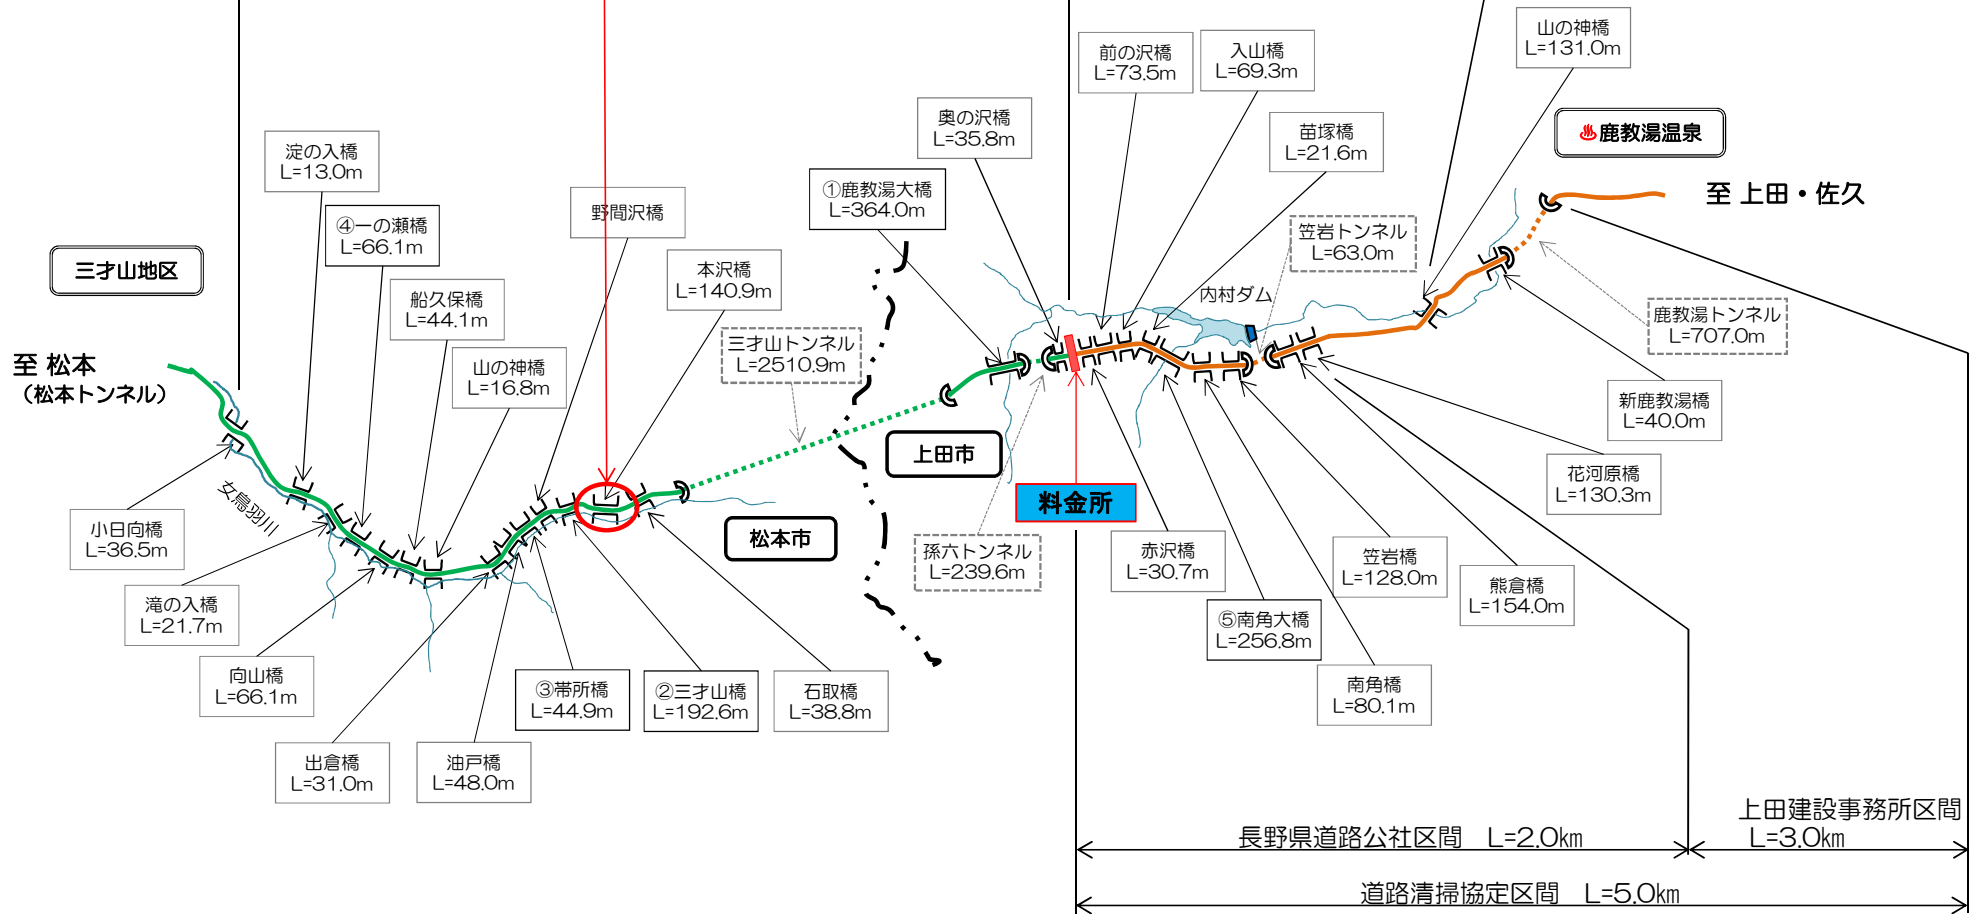 山の神橋
L=131.0m
前の沢橋
L=73.5m
入山橋
L=69.3m
奥の沢橋
L=35.8m
苗塚橋
L=21.6m
♨鹿教湯温泉
淀の入橋
L=13.0m
①鹿教湯大橋
L=364.0m
至 上田・佐久
④一の瀬橋
L=66.1m
野間沢橋
笠岩トンネル
L=63.0m
三才山地区
本沢橋
L=140.9m
船久保橋
L=44.1m
内村ダム
鹿教湯トンネル
L=707.0m
三才山トンネル
L=2510.9m
至 松本
（松本トンネル）
山の神橋
L=16.8m
新鹿教湯橋
L=40.0m
上田市
花河原橋
L=130.3m
女鳥羽川
料金所
小日向橋
L=36.5m
松本市
孫六トンネル
L=239.6m
赤沢橋
L=30.7m
笠岩橋
L=128.0m
熊倉橋
L=154.0m
滝の入橋
L=21.7m
⑤南角大橋
L=256.8m
向山橋
L=66.1m
③帯所橋
L=44.9m
②三才山橋
L=192.6m
石取橋
L=38.8m
南角橋
L=80.1m
出倉橋
L=31.0m
油戸橋
L=48.0m
上田建設事務所区間
L=3.0㎞
長野県道路公社区間　L=2.0㎞
道路清掃協定区間　L=5.0㎞